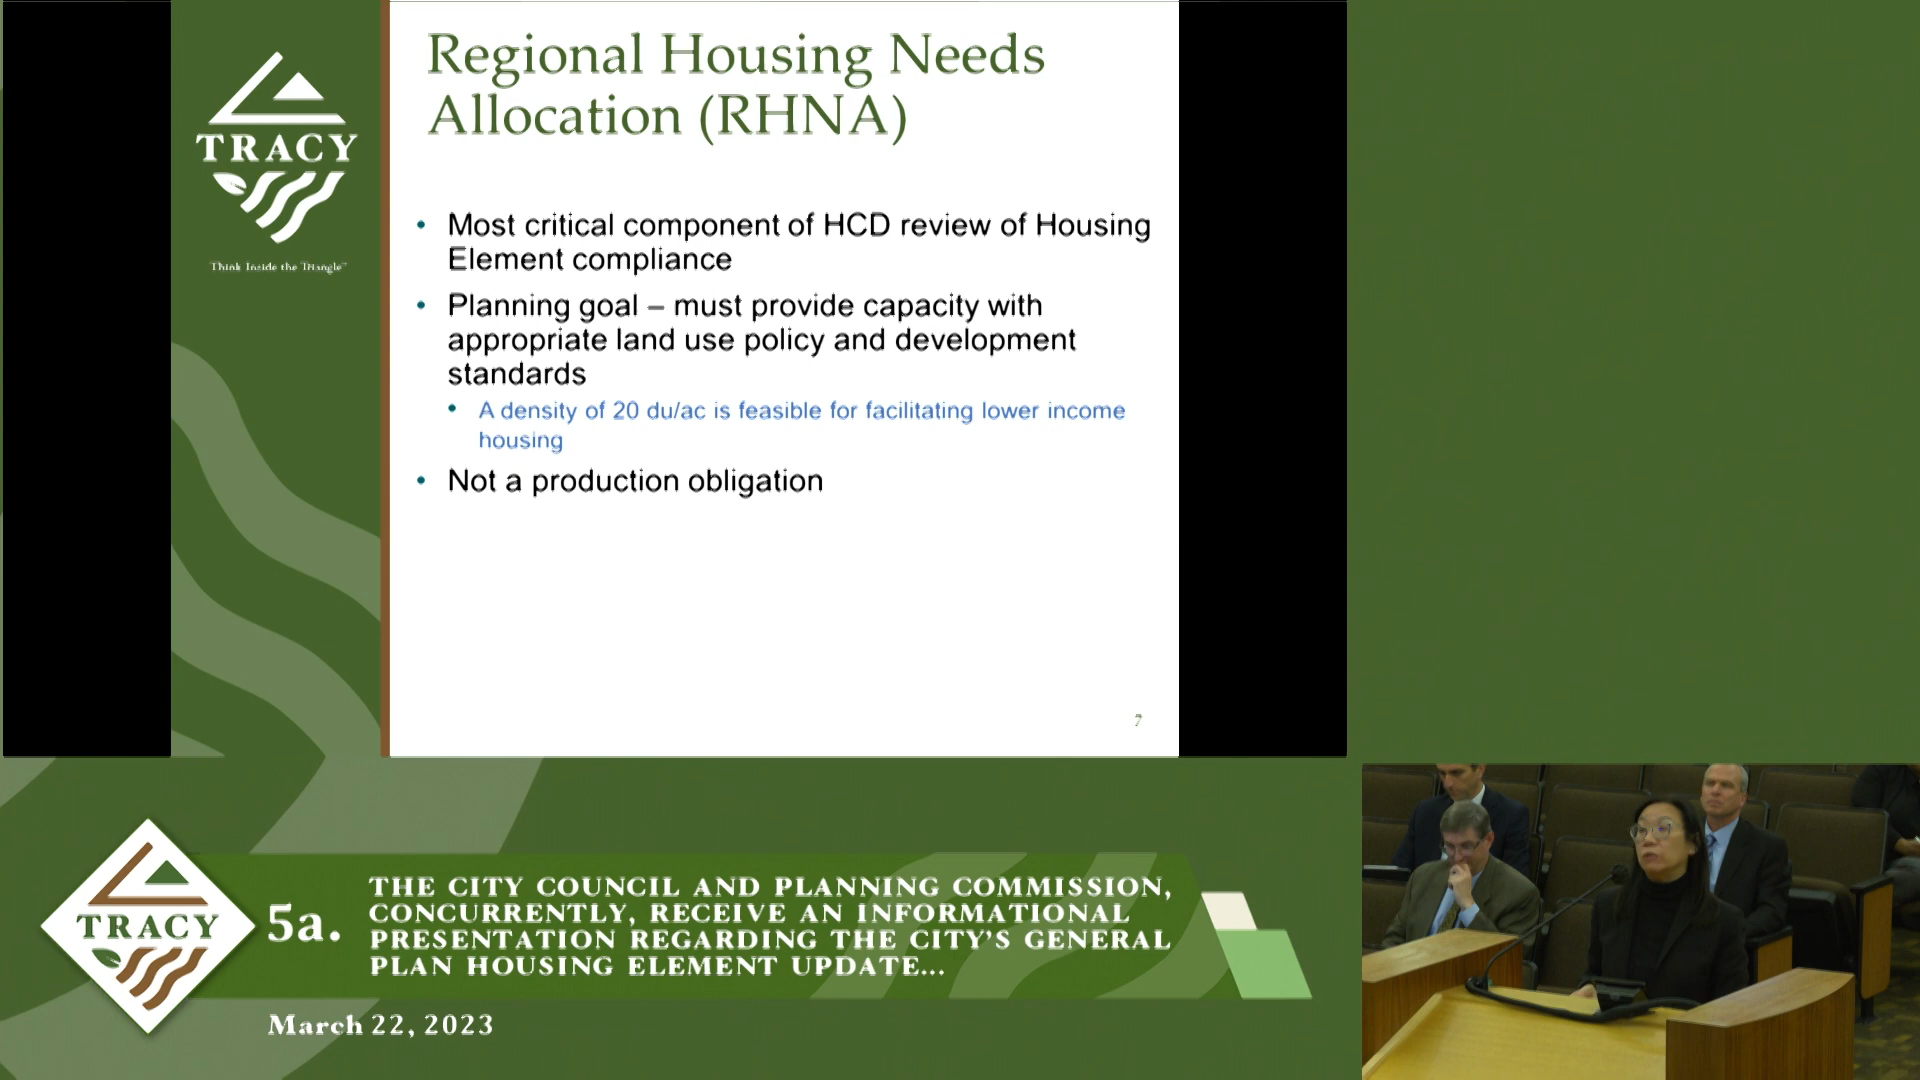 Regional Housing Needs
Allocation (RHNA)
TRACY
Think Inside the Triangle™
• Most critical component of HCD review of Housing
Element compliance
• Planning goal – must provide capacity with
appropriate land use policy and development
standards
• A density of 20 du/ac is feasible for facilitating lower income
housing
• Not a production obligation
7
TRACY
5a.
THE CITY COUNCIL AND PLANNING COMMISSION,
CONCURRENTLY, RECEIVE AN INFORMATIONAL
PRESENTATION REGARDING THE CITY'S GENERAL
PLAN HOUSING ELEMENT UPDATE...
March 22, 2023